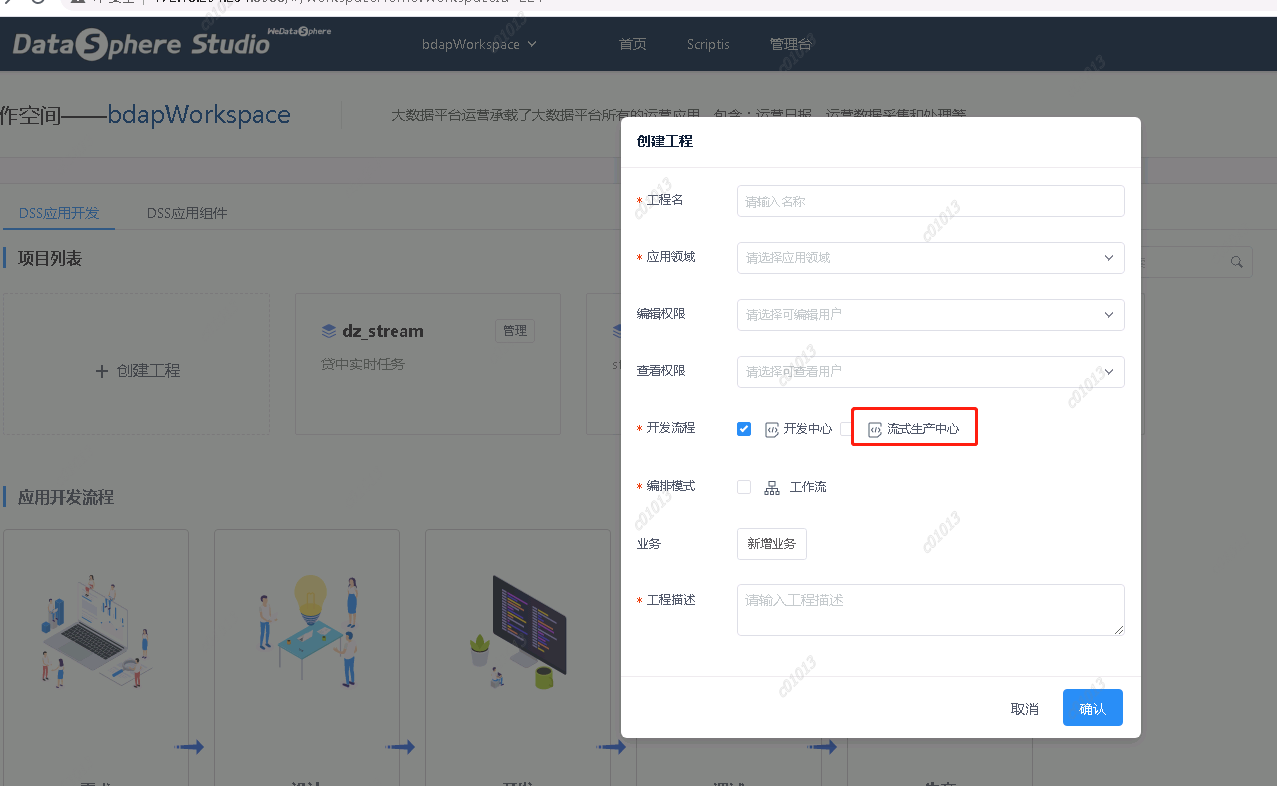 DataSphere Studio
WeDataSphere
bdapWorkspace
首页
Scriptis
管理台
作空间——bdapWorkspace
大数据平台运营承载了大数据平台所有的运营应用，包含：运营日报、运营数据采集和处理等
DSS应用开发
DSS应用组件
项目列表
+ 创建工程
dz_stream
管理
贷中实时任务
应用开发流程
创建工程
* 工程名
请输入名称
* 应用领域
请选择应用领域
编辑权限
请选择可编辑用户
查看权限
请选择可查看用户
* 开发流程
开发中心
流式生产中心
* 编排模式
工作流
业务
新增业务
* 工程描述
请输入工程描述
取消
确认
c01013
c01013
c01013
c01013
c01013
c01013
c01013